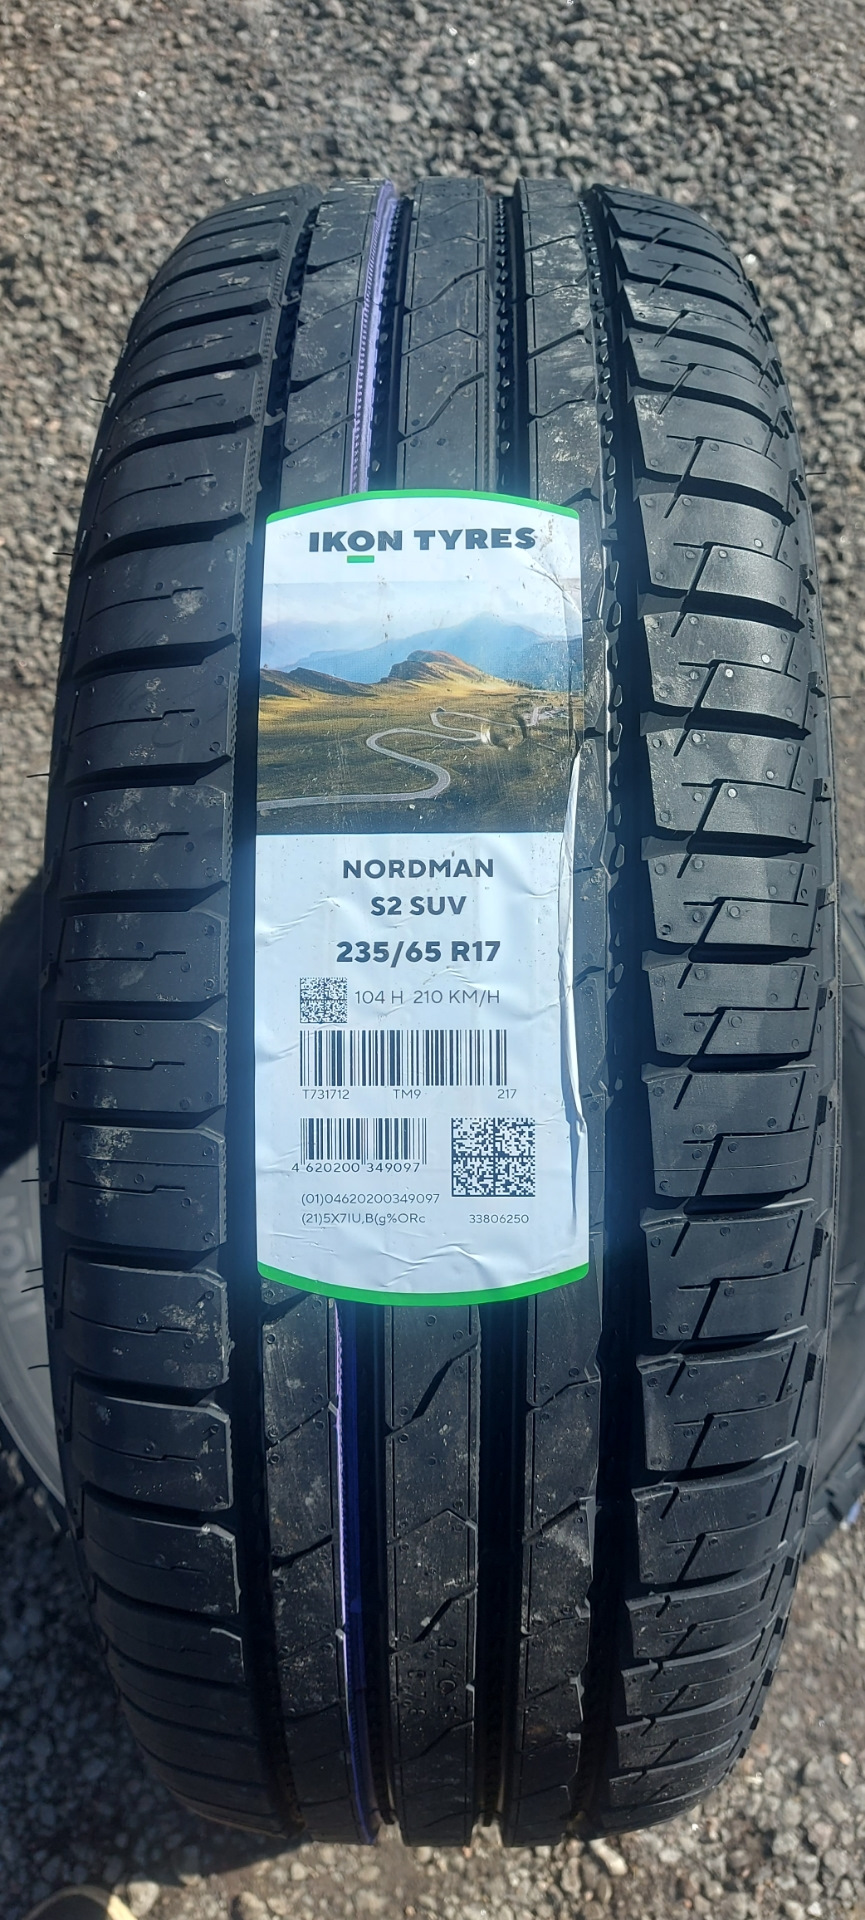 IKON TYRES
NORDMAN
S2 SUV
235/65 R17
104 H 210 KM/H
T731712 TM9 217
4 620200 349097
(01)04620200349097
(21)5X7IU,B(g%ORc 33806250